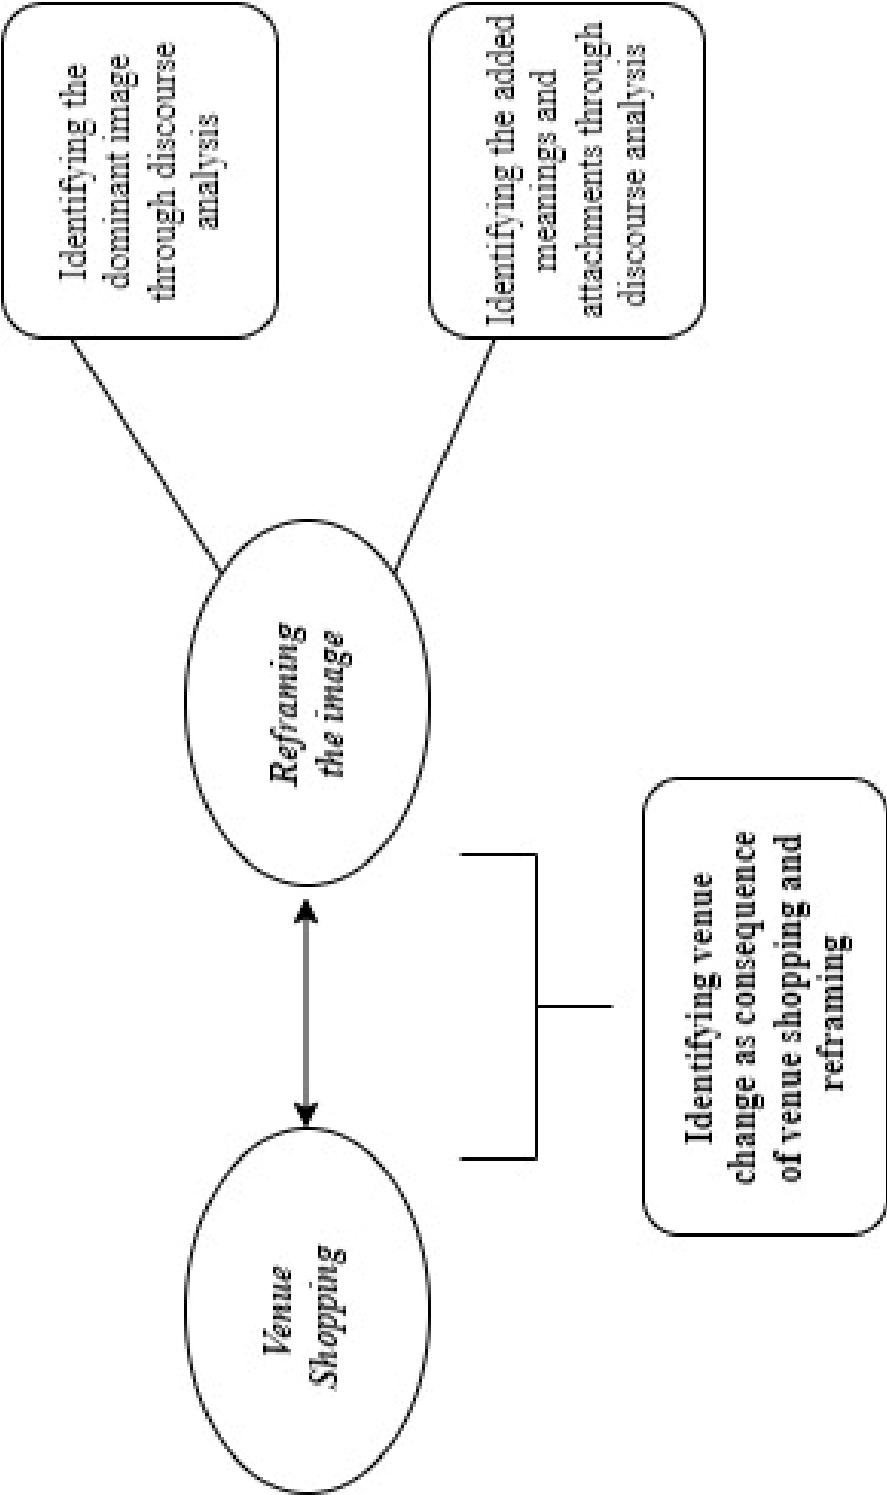 Identifying the
dominant image
through discourse
analysis
Identifying the added
meanings and
attachments through
discourse analysis
Reframing
the image
Venue
Shopping
Identifying venue
change as consequence
of venue shopping and
reframing